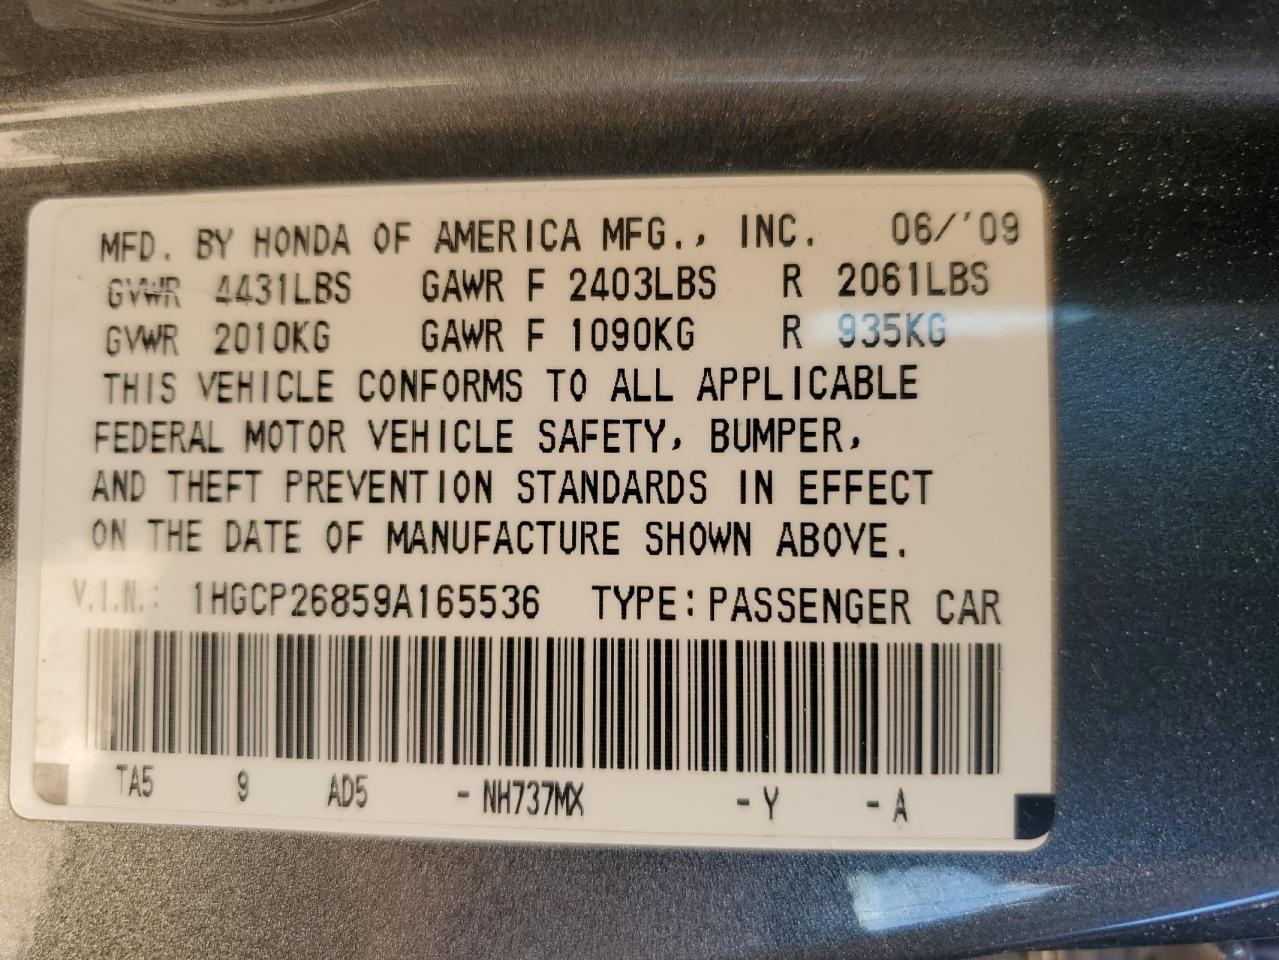 MFD. BY HONDA OF AMERICA MFG., INC. 06/'09
GVWR 4431LBS GAWR F 2403LBS R 2061LBS
GVWR 2010KG GAWR F 1090KG R 935KG
THIS VEHICLE CONFORMS TO ALL APPLICABLE
FEDERAL MOTOR VEHICLE SAFETY, BUMPER,
AND THEFT PREVENTION STANDARDS IN EFFECT
ON THE DATE OF MANUFACTURE SHOWN ABOVE.
V.I.N.: 1HGCP26859A165536 TYPE: PASSENGER CAR
TA5 9 AD5 - NH737MX - Y - A